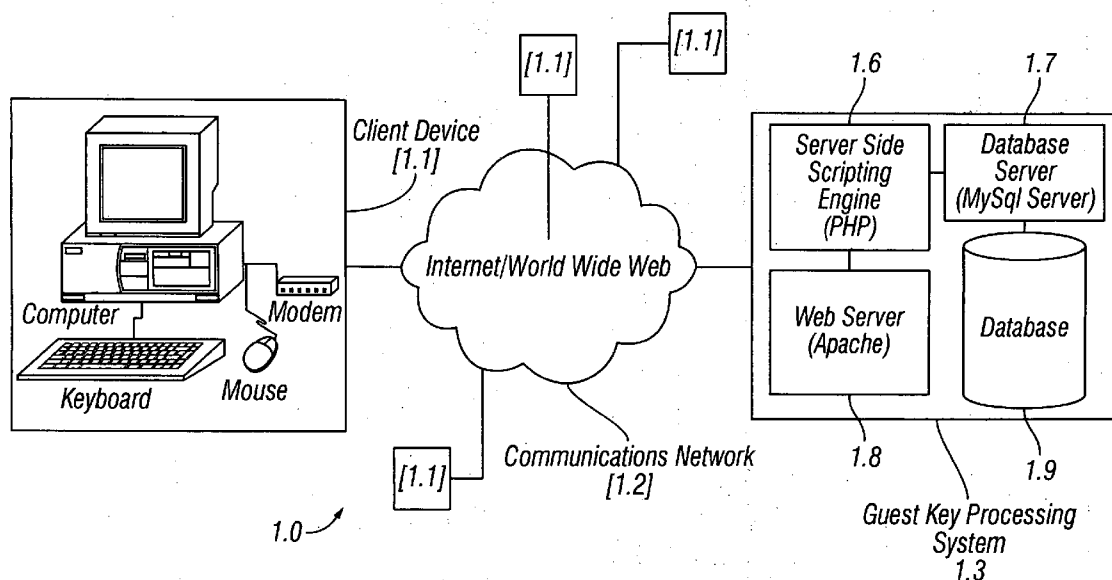 [1.1]
[1.1]
1.6
1.7
Client Device
[1.1]
Server Side
Scripting
Engine
(PHP)
Database
Server
(MySql Server)
Internet/World Wide Web
Computer
Modem
Keyboard
Mouse
Web Server
(Apache)
Database
[1.1]
Communications Network
[1.2]
1.8
1.9
1.0
Guest Key Processing
System
1.3